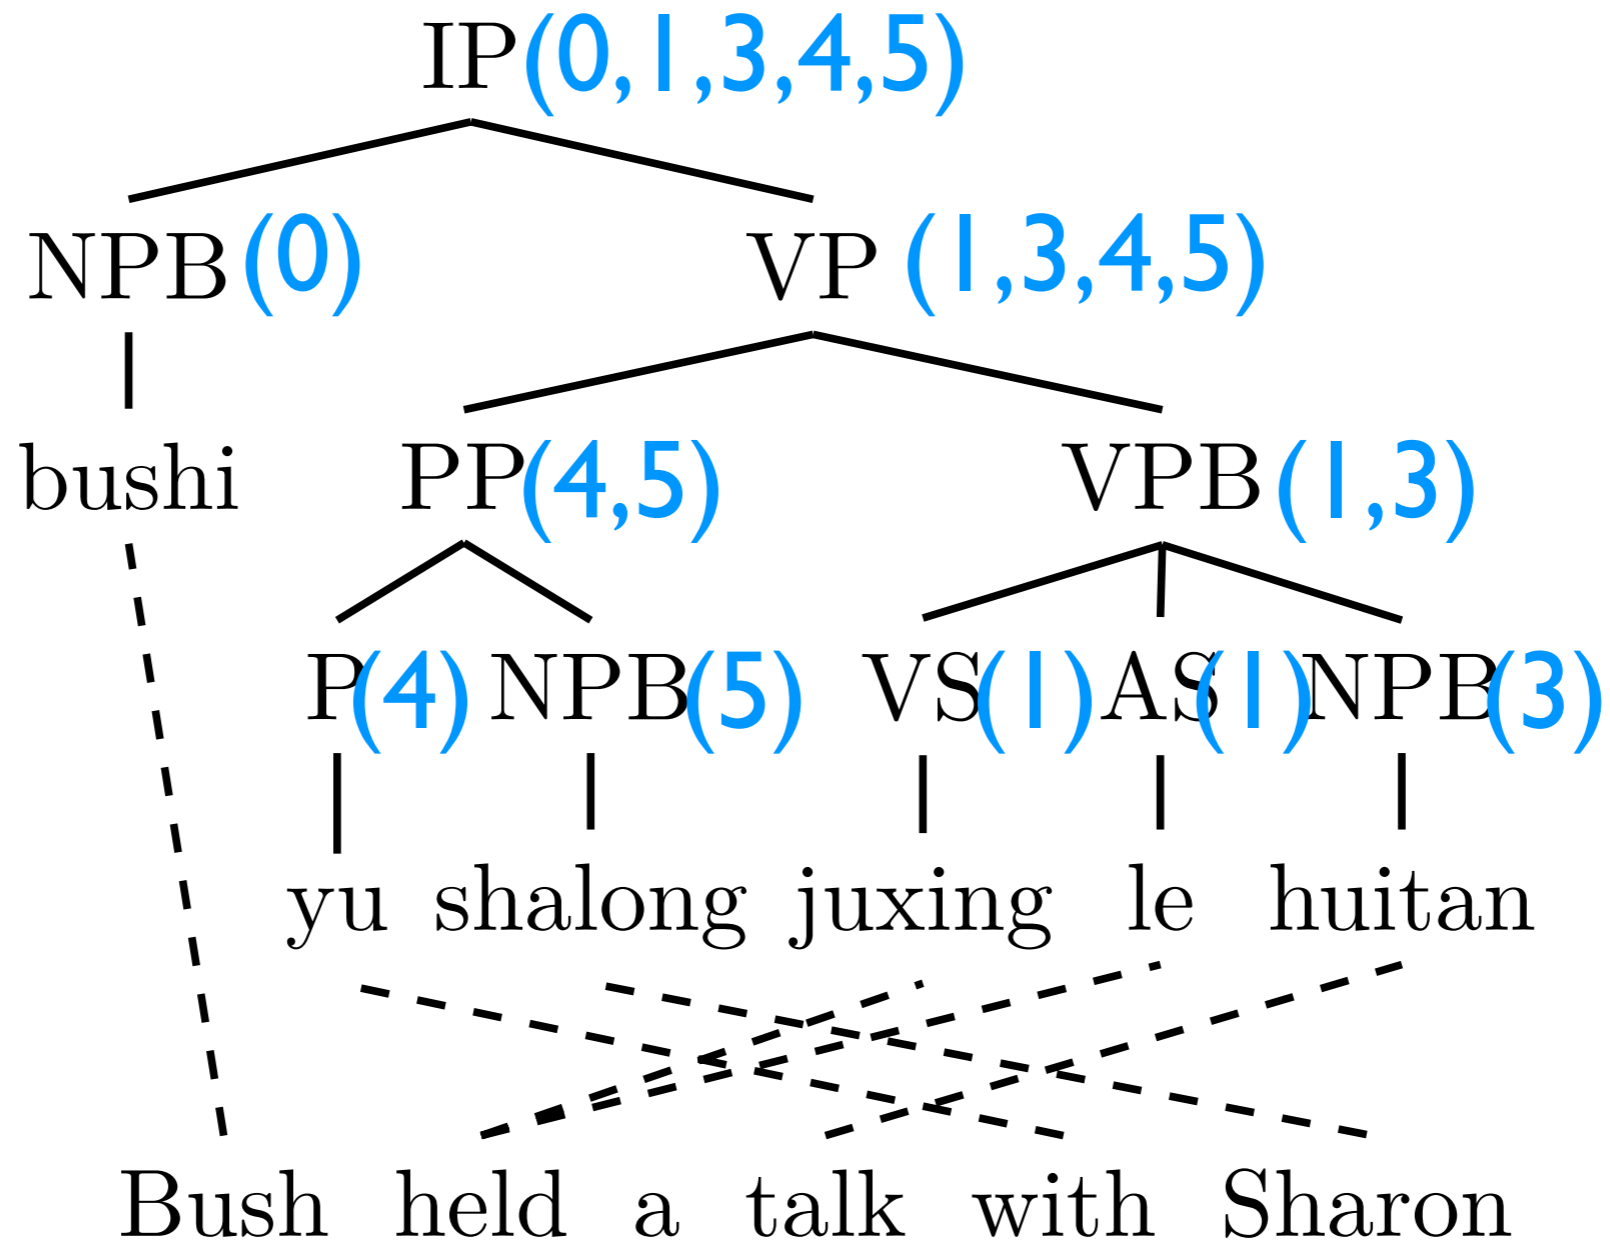 IP(0,1,3,4,5)
NPB(0) VP (1,3,4,5)
bushi PP(4,5) VPB(1,3)
P(4) NPB(5) VS(1) AS(1) NPB(3)
yu shalong juxing le huitan
Bush held a talk with Sharon